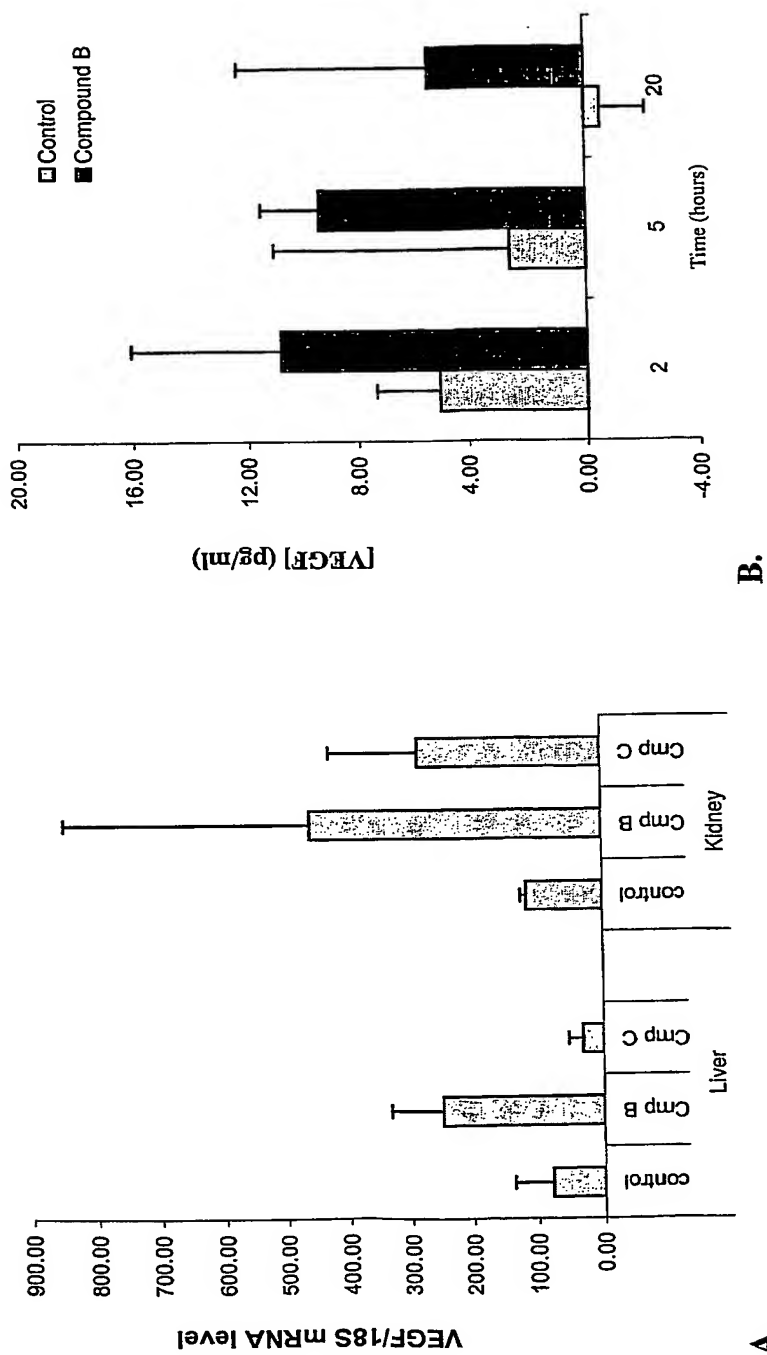 VEGF/18S mRNA level
900.00
800.00
700.00
600.00
500.00
400.00
300.00
200.00
100.00
0.00
control
Cmp B
Cmp C
control
Cmp B
Cmp C
Liver
Kidney
A
Control
Compound B
[VEGF] (pg/ml)
20.00
16.00
12.00
8.00
4.00
0.00
-4.00
2
5
20
Time (hours)
B.